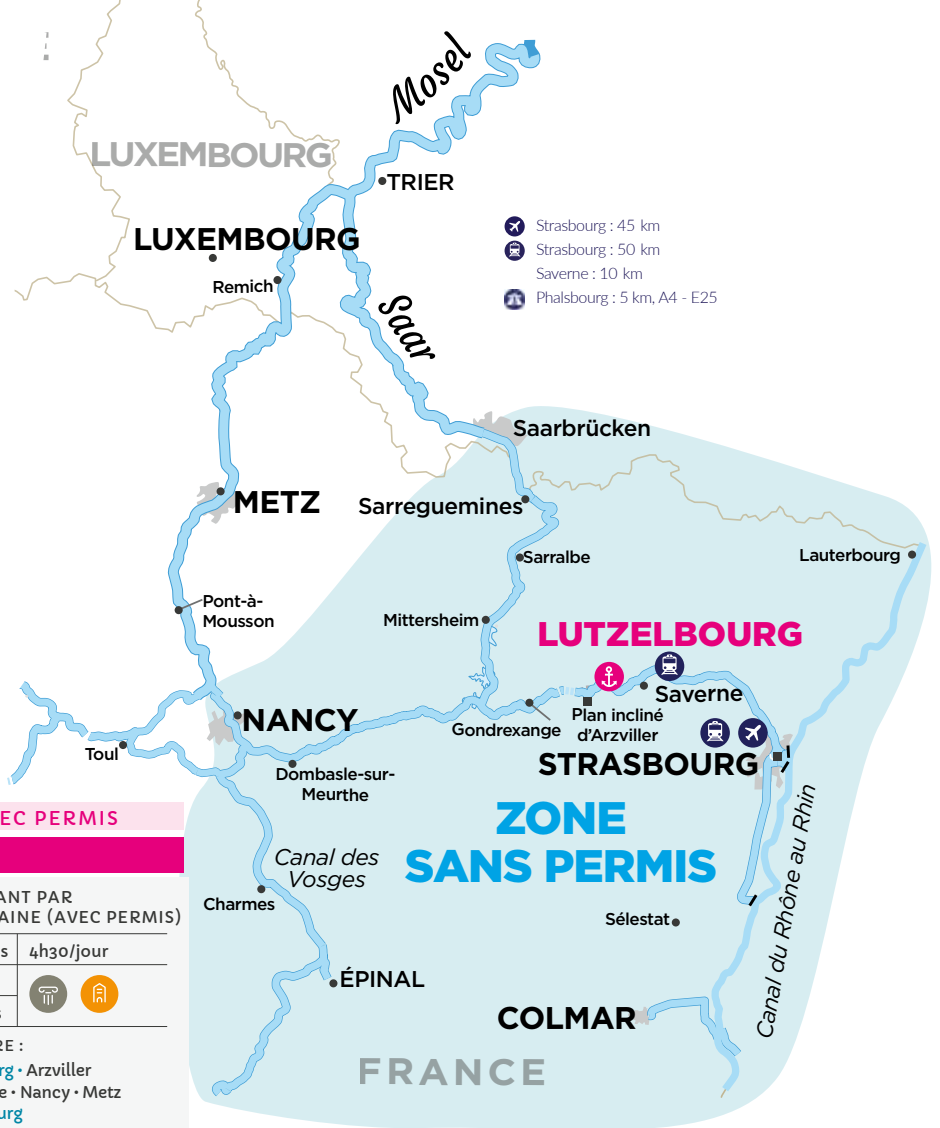 Mosel
LUXEMBOURG
TRIER
Strasbourg : 45 km
LUXEMBOURG
Strasbourg : 50 km
Saverne : 10 km
Remich
Phalsbourg : 5 km, A4 - E25
Saar
Saarbrücken
METZ
Sarreguemines
Sarralbe
Lauterbourg
Pont-à-
Mousson
Mittersheim
LUTZELBOURG
Saverne
NANCY
Gondrexange
Plan incliné
d'Arzviller
Toul
STRASBOURG
Dombasle-sur-
Meurthe
ZONE
SANS PERMIS
EC PERMIS
Canal des
Vosges
Canal du Rhône au Rhin
ANT PAR
AINE (AVEC PERMIS)
Charmes
Sélestat
s 4h30/jour
ÉPINAL
s
COLMAR
RE :
FRANCE
rg • Arzviller
e • Nancy • Metz
urg